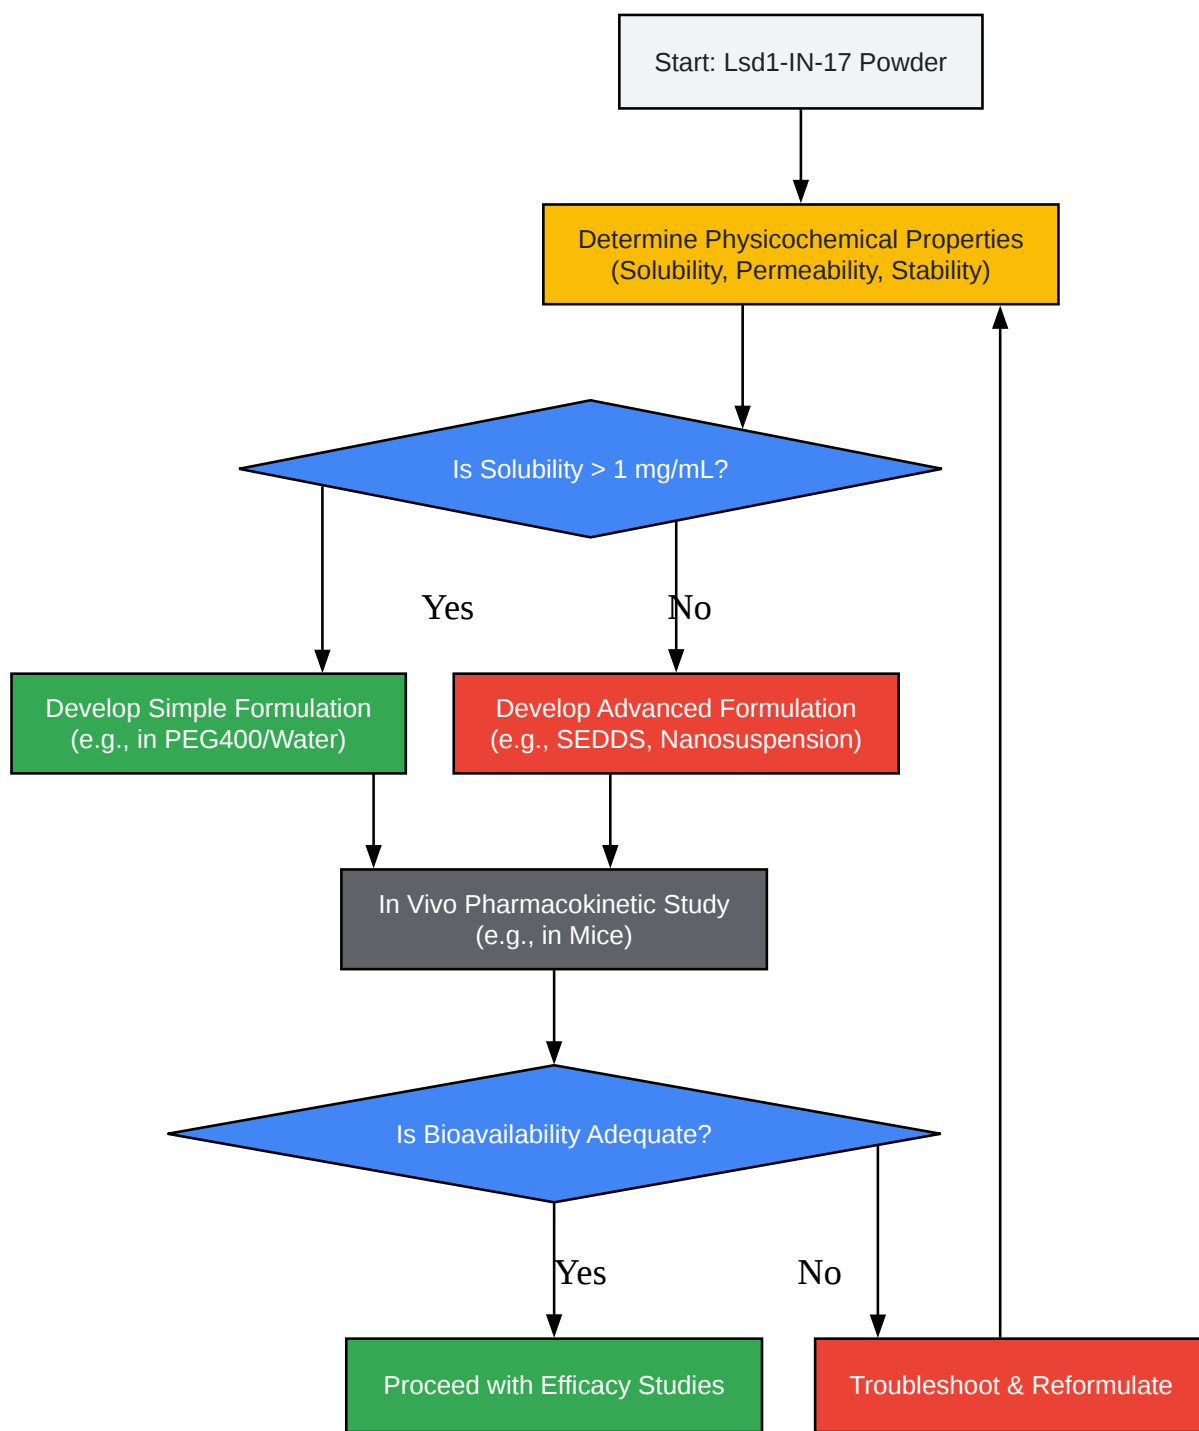 Start: Lsd1-IN-17 Powder
Determine Physicochemical Properties
(Solubility, Permeability, Stability)
Is Solubility > 1 mg/mL?
Yes
No
Develop Simple Formulation
(e.g., in PEG400/Water)
Develop Advanced Formulation
(e.g., SEDDS, Nanosuspension)
In Vivo Pharmacokinetic Study
(e.g., in Mice)
Is Bioavailability Adequate?
Yes
No
Proceed with Efficacy Studies
Troubleshoot & Reformulate